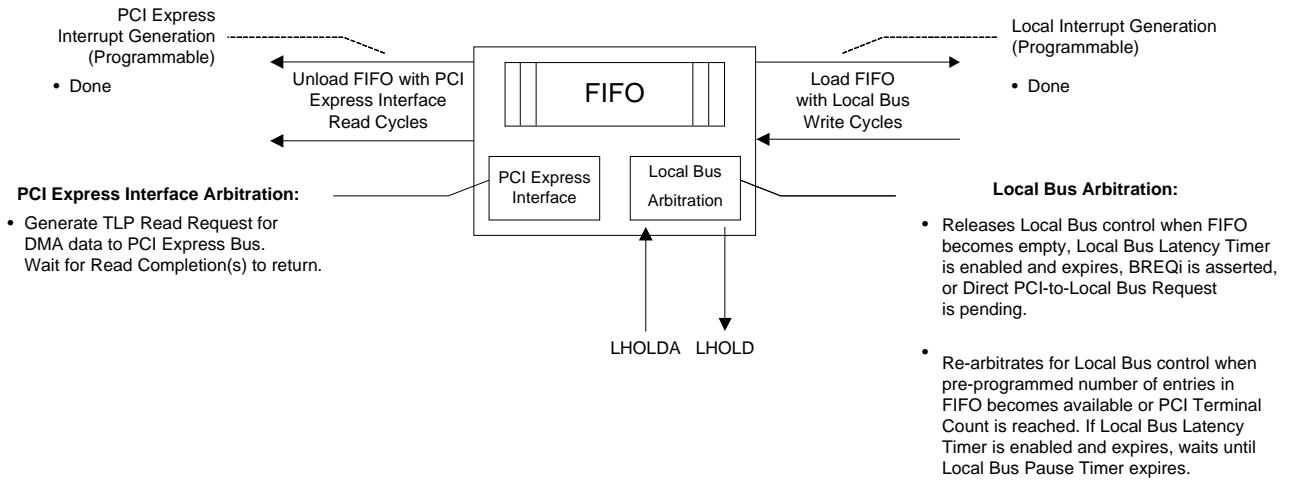 PCI Express
Interrupt Generation
(Programmable)
• Done
Unload FIFO with PCI
Express Interface
Read Cycles
FIFO
Load FIFO
with Local Bus
Write Cycles
Local Interrupt Generation
(Programmable)
• Done
PCI Express
Interface
Local Bus
Arbitration
PCI Express Interface Arbitration:
• Generate TLP Read Request for
DMA data to PCI Express Bus.
Wait for Read Completion(s) to return.
LHOLDA
LHOLD
Local Bus Arbitration:
• Releases Local Bus control when FIFO
becomes empty, Local Bus Latency Timer
is enabled and expires, BREQi is asserted,
or Direct PCI-to-Local Bus Request
is pending.
• Re-arbitrates for Local Bus control when
pre-programmed number of entries in
FIFO becomes available or PCI Terminal
Count is reached. If Local Bus Latency
Timer is enabled and expires, waits until
Local Bus Pause Timer expires.